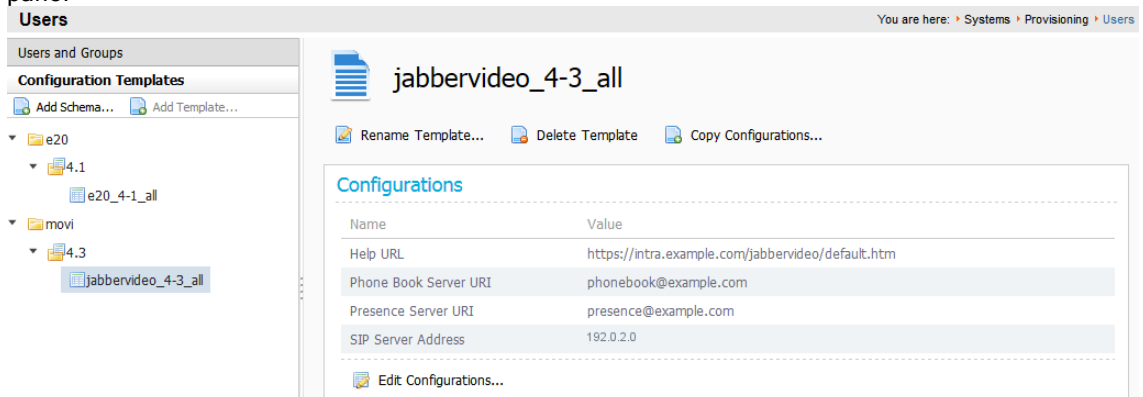 Users
You are here: Systems Provisioning Users
Users and Groups
Configuration Templates
Add Schema... Add Template...
e20
4.1
e20_4-1_all
movi
4.3
jabbervideo_4-3_all
jabbervideo_4-3_all
Rename Template... Delete Template Copy Configurations...
Configurations
Name Value
Help URL https://intra.example.com/jabbervideo/default.htm
Phone Book Server URI phonebook@example.com
Presence Server URI presence@example.com
SIP Server Address 192.0.2.0
Edit Configurations...